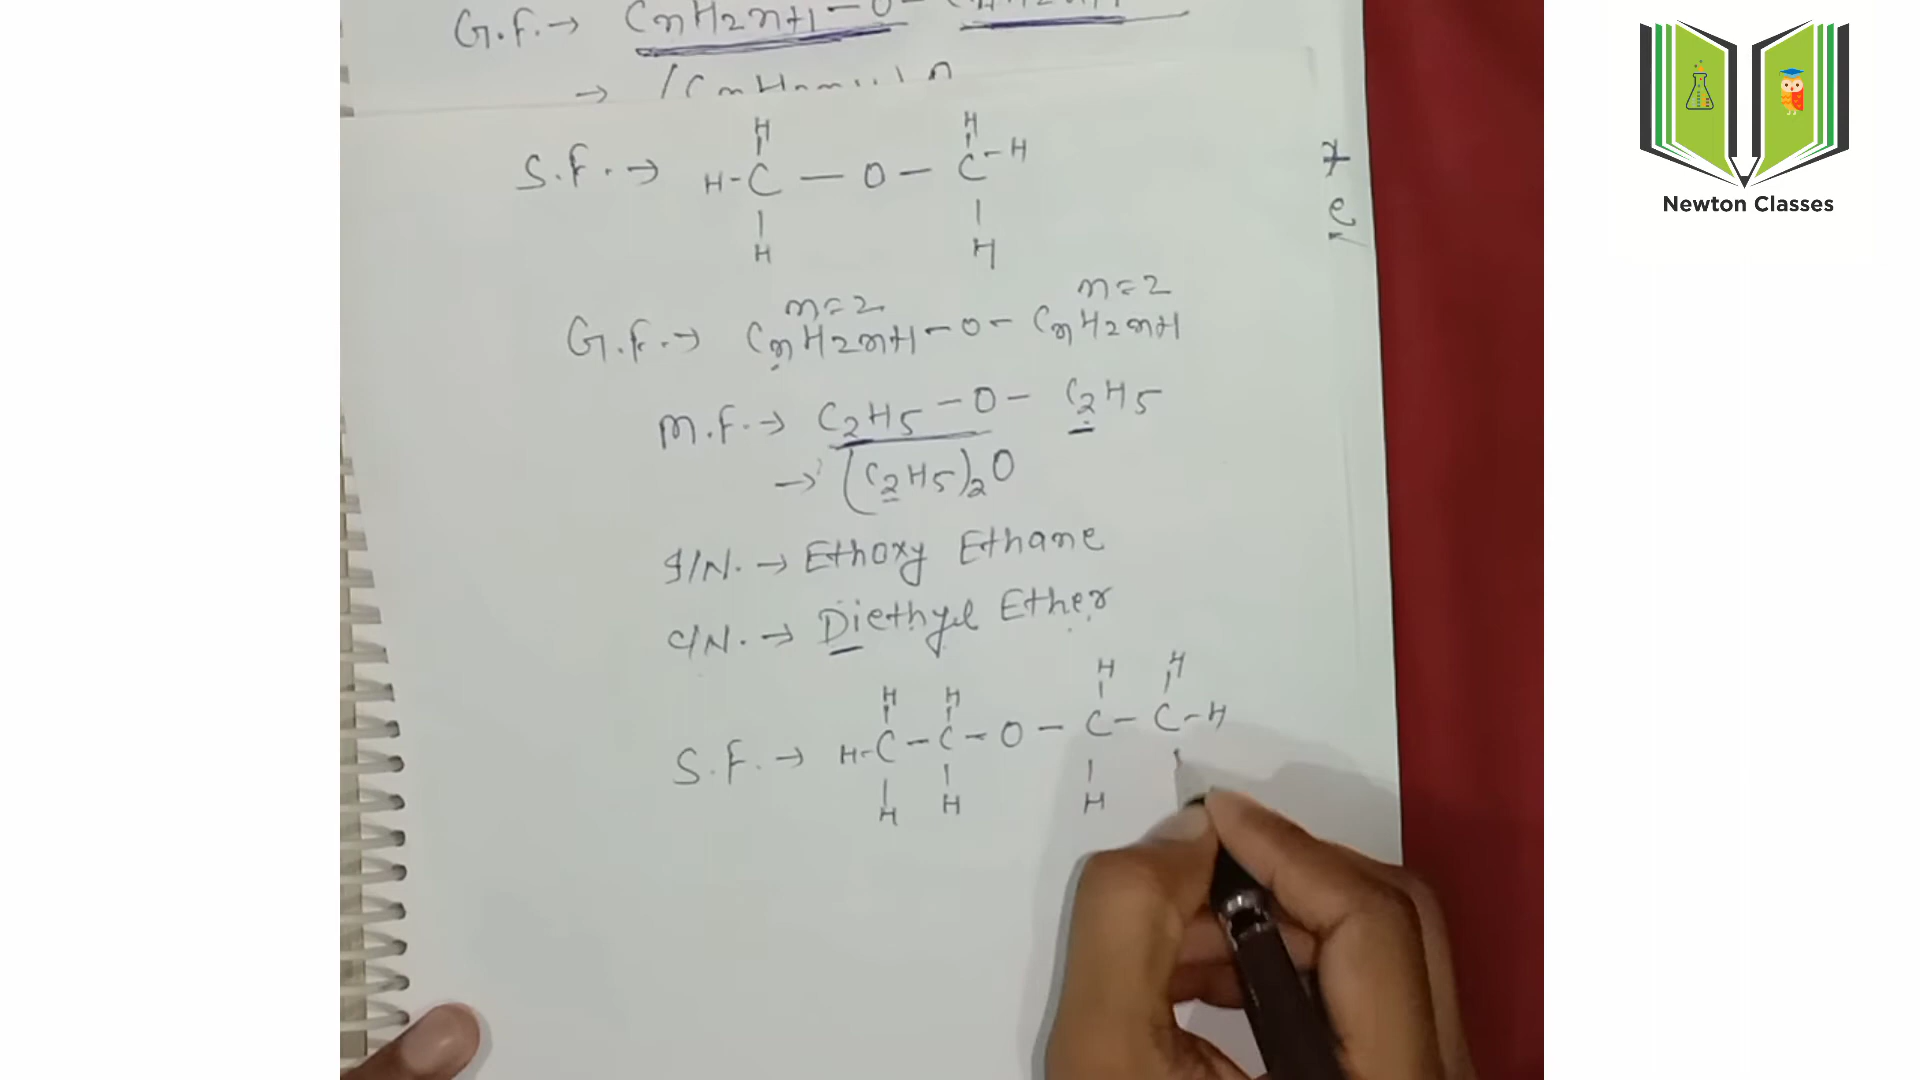 G.F.→ CnH2n+1-O-
S.F.→ H-C-O-C-H
n=2 n=2
G.F.→ CnH2n+1-O-CnH2n+1
M.F.→ C2H5-O-C2H5
→ (C2H5)2O
I/N.→ Ethoxy Ethane
C/N.→ Diethyl Ether
H H H H
S.F.→ H-C-C-O-C-C-H
H H H
Newton Classes